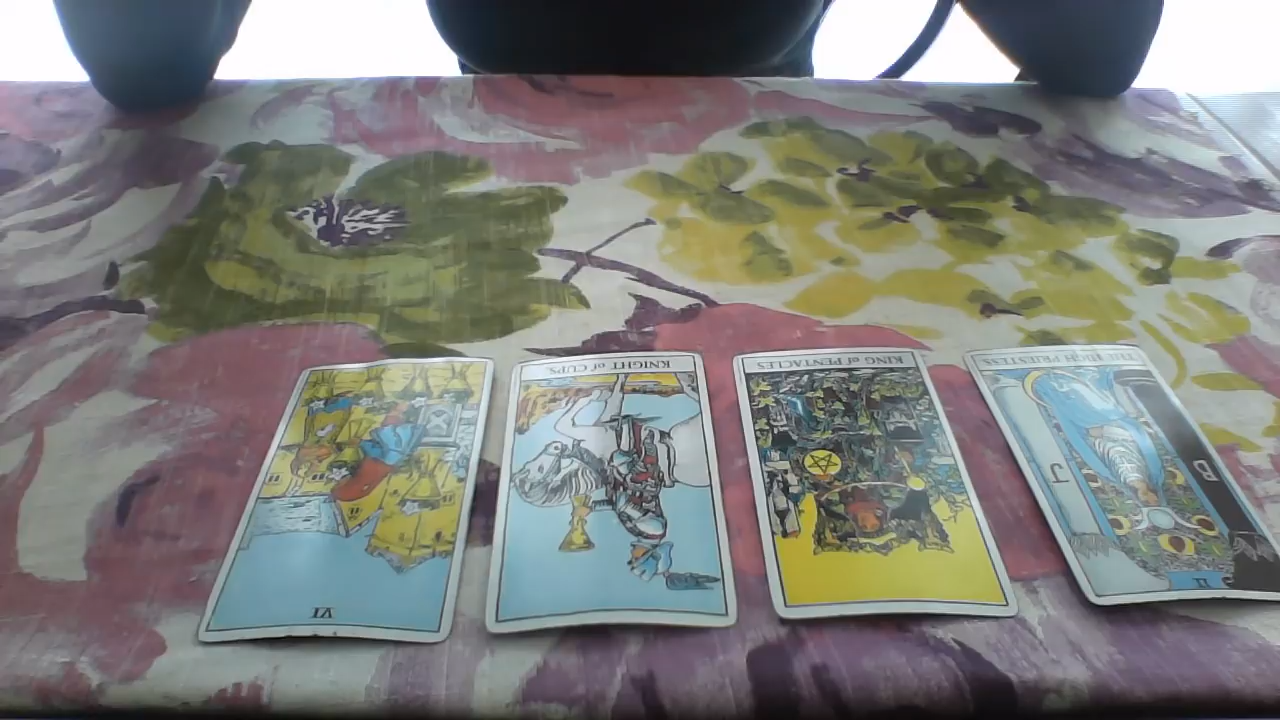 VI
KNIGHT of CUPS
KING of PENTACLES
THE HIGH PRIESTESS
J
B
II